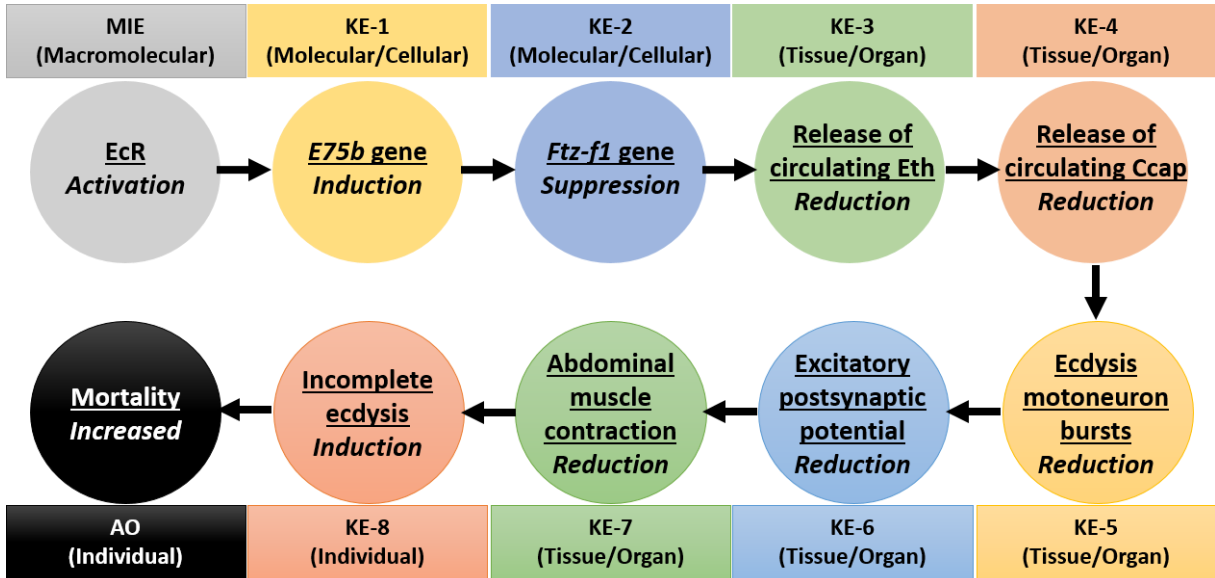 MIE
(Macromolecular)
KE-1
(Molecular/Cellular)
KE-2
(Molecular/Cellular)
KE-3
(Tissue/Organ)
KE-4
(Tissue/Organ)
EcR
Activation
E75b gene
Induction
Ftz-f1 gene
Suppression
Release of
circulating Eth
Reduction
Release of
circulating Ccap
Reduction
Mortality
Increased
Incomplete
ecdysis
Induction
Abdominal
muscle
contraction
Reduction
Excitatory
postsynaptic
potential
Reduction
Ecdysis
motoneuron
bursts
Reduction
AO
(Individual)
KE-8
(Individual)
KE-7
(Tissue/Organ)
KE-6
(Tissue/Organ)
KE-5
(Tissue/Organ)